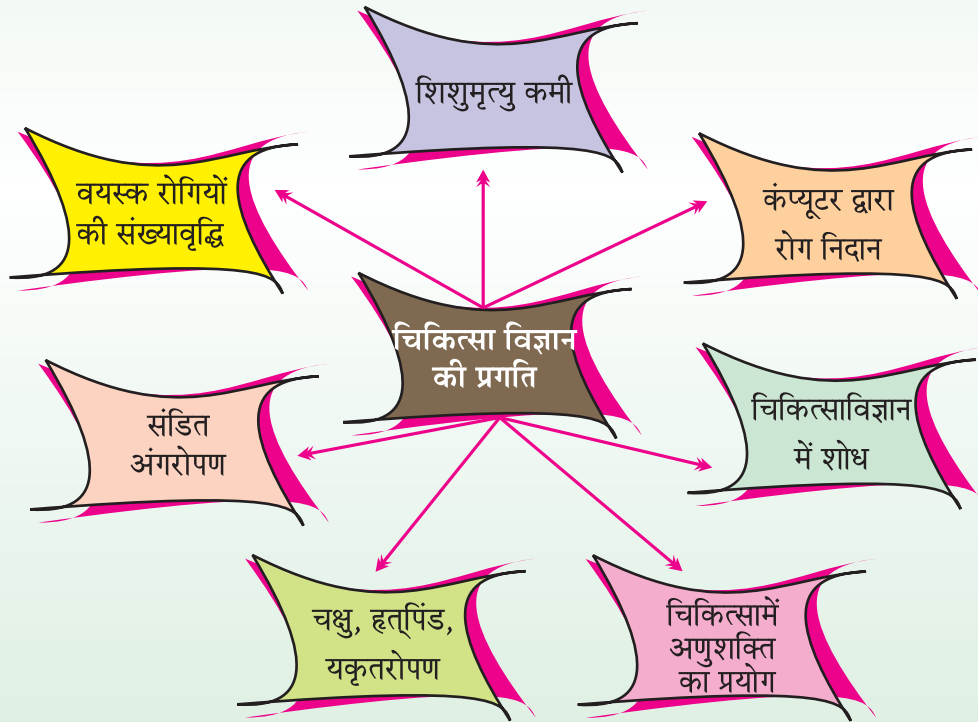 शिशुमृत्यु कमी
वयस्क रोगियों
की संख्यावृद्धि
कंप्यूटर द्वारा
रोग निदान
चिकित्सा विज्ञान
की प्रगति
संडित
अंगरोपण
चिकित्साविज्ञान
में शोध
चक्षु, हृत्‌पिंड,
यकृतरोपण
चिकित्सामें
अणुशक्ति
का प्रयोग